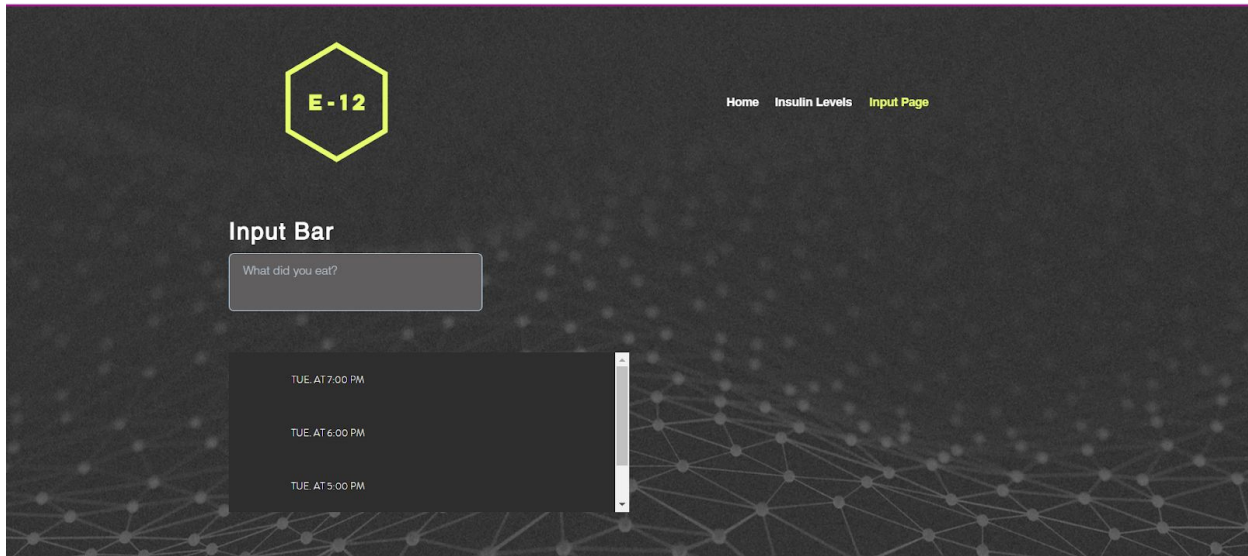 E-12
Home Insulin Levels Input Page
Input Bar
What did you eat?
TUE. AT 7:00 PM
TUE. AT 6:00 PM
TUE. AT 5:00 PM